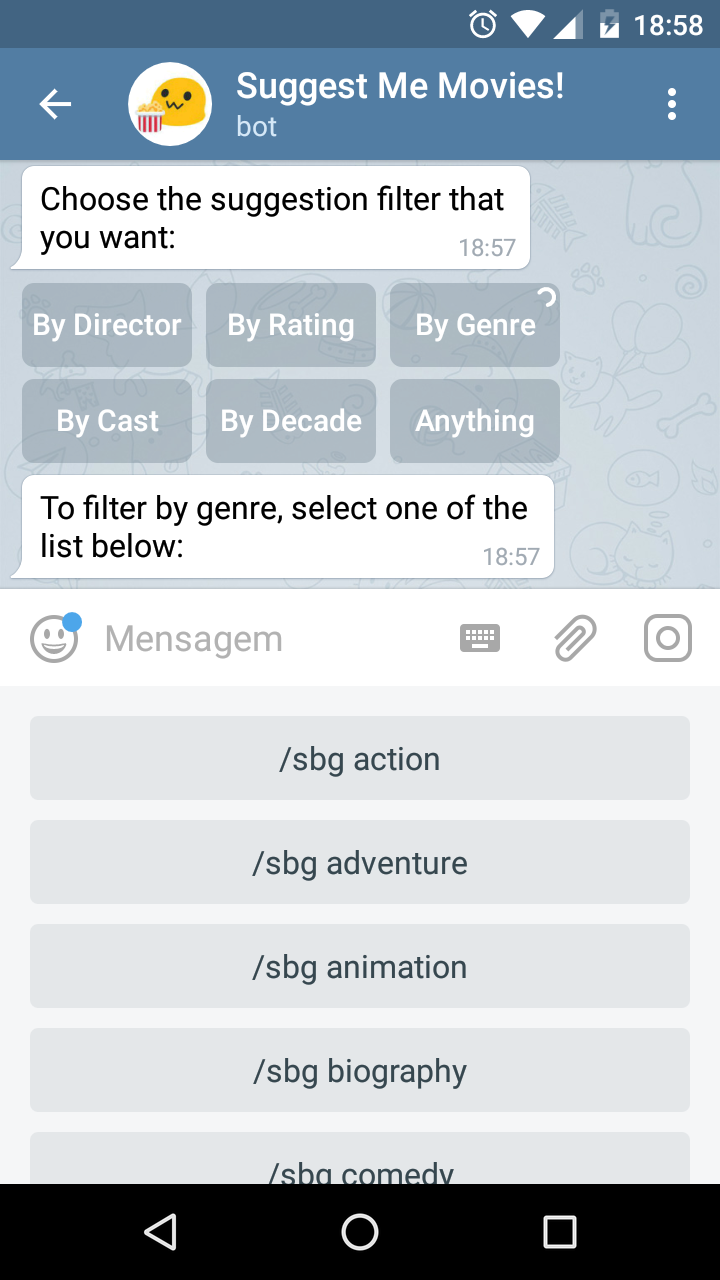 18:58
Suggest Me Movies!
bot
Choose the suggestion filter that
you want:
18:57
By Director
By Rating
By Genre
By Cast
By Decade
Anything
To filter by genre, select one of the
list below:
18:57
Mensagem
/sbg action
/sbg adventure
/sbg animation
/sbg biography
/sbg comedy